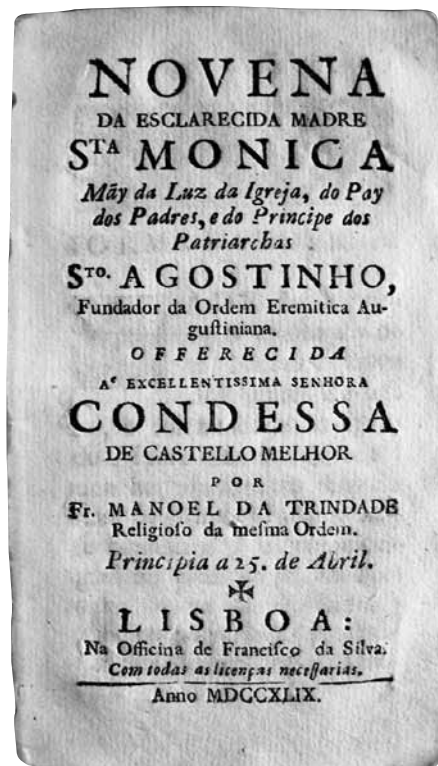 NOVENA
DA ESCLARECIDA MADRE
STA MONICA
Mãy da Luz da Igreja, do Pay
dos Padres, e do Principe dos
Patriarchas
STO. AGOSTINHO,
Fundador da Ordem Eremitica Au-
guſtiniana.
OFFERECIDA
A' EXCELLENTISSIMA SENHORA
CONDESSA
DE CASTELLO MELHOR
POR
Fr. MANOEL DA TRINDADE
Religioſo da meſma Ordem.
Principia a 25. de Abril.
✠
LISBOA:
Na Officina de Franciſco da Silva.
Com todas as licenças neceſſarias.
Anno MDCCXLIX.